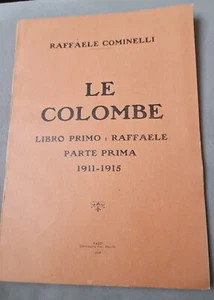 RAFFAELE COMINELLI
LE
COLOMBE
LIBRO PRIMO : RAFFAELE
PARTE PRIMA
1911-1915